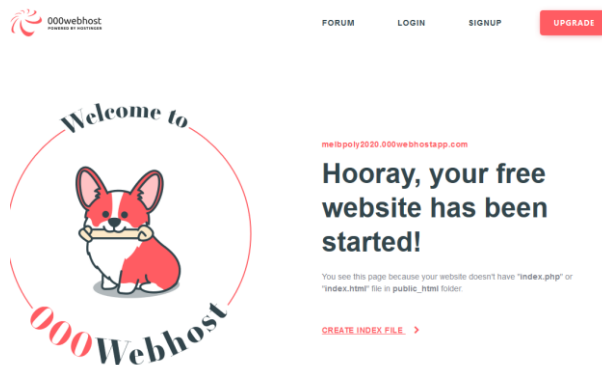 000webhost
POWERED BY HOSTINGER
FORUM LOGIN SIGNUP UPGRADE
Welcome to
000Webhost
melbpoly2020.000webhostapp.com
Hooray, your free
website has been
started!
You see this page because your website doesn't have "index.php" or
"index.html" file in public_html folder
CREATE INDEX FILE